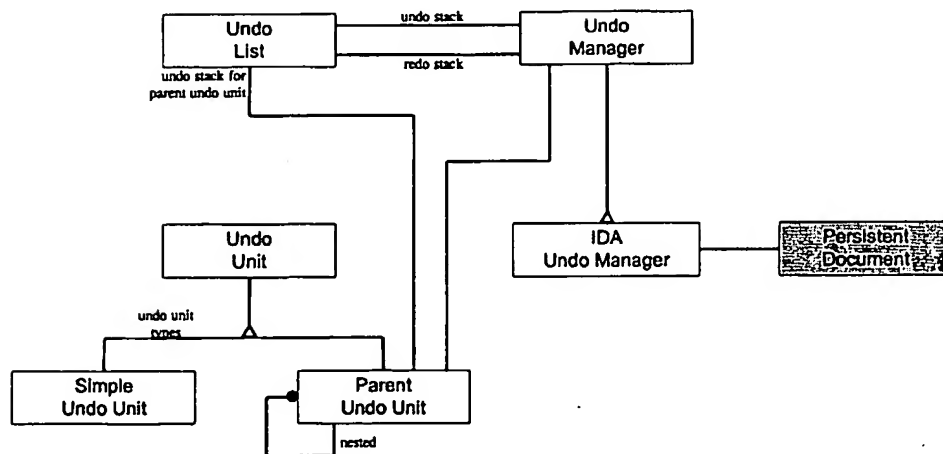 Undo
List
undo stack
redo stack
Undo
Manager
undo stack for
parent undo unit
Undo
Unit
IDA
Undo Manager
Persistent
Document
undo unit
types
Simple
Undo Unit
Parent
Undo Unit
nested